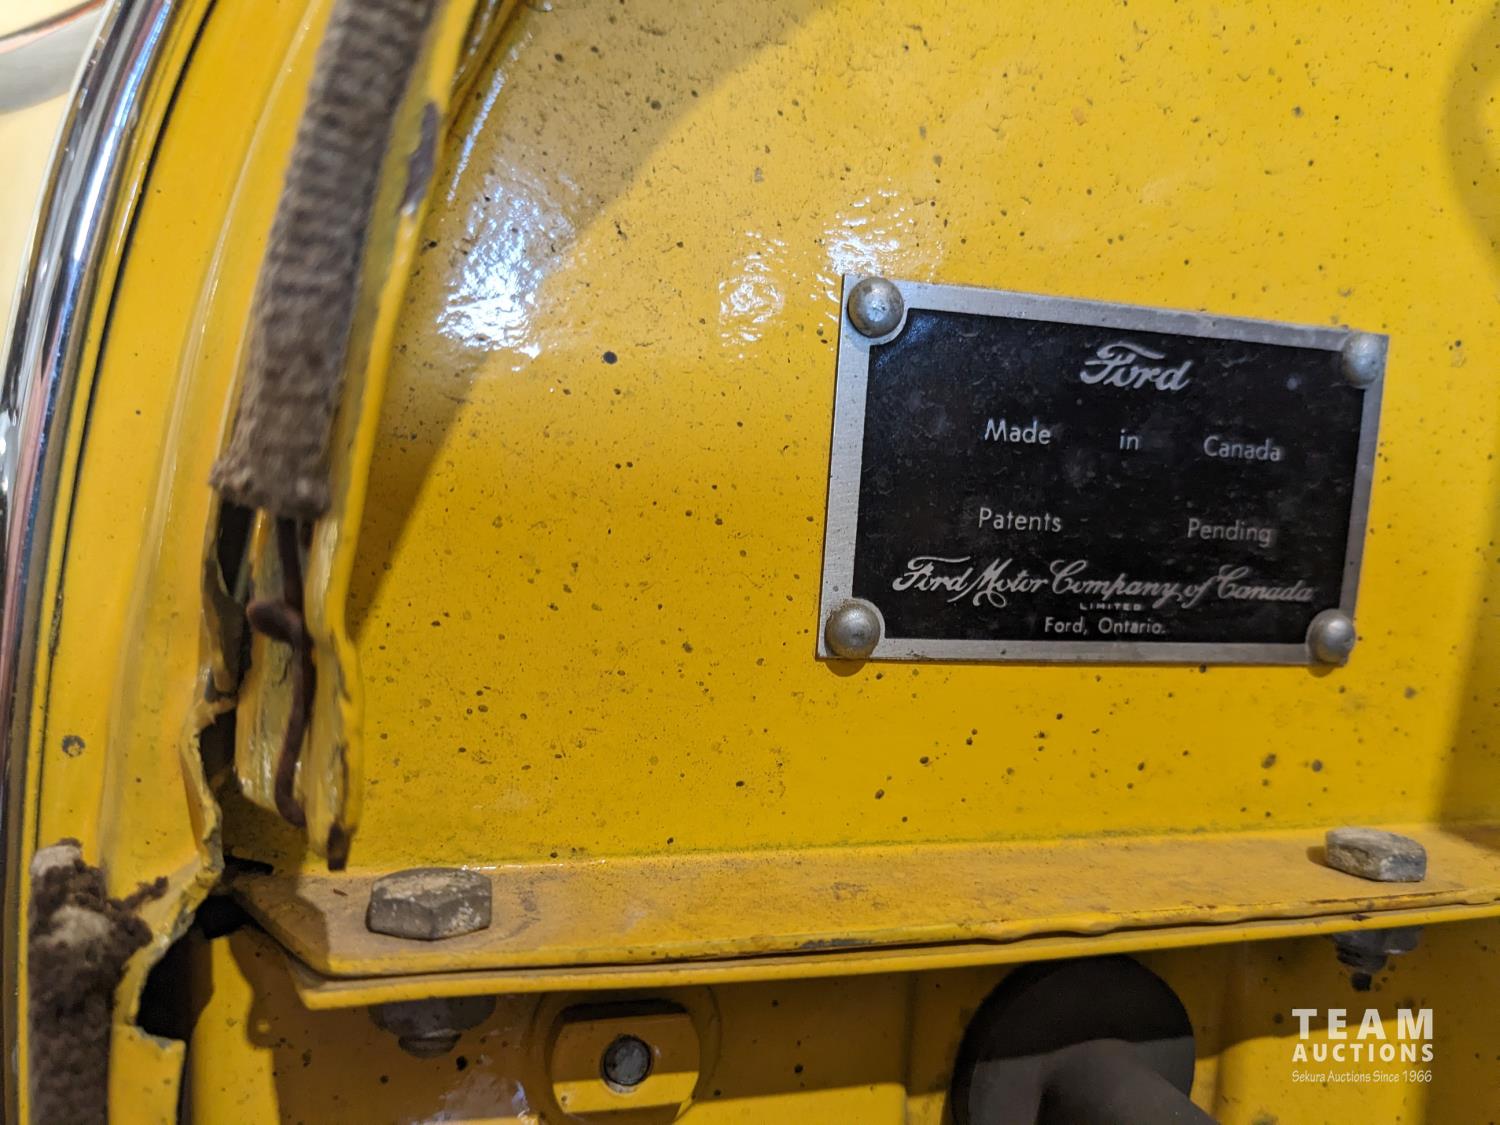 Ford
Made in Canada
Patents Pending
Ford Motor Company of Canada
LIMITED
Ford, Ontario.
TEAM
AUCTIONS
Sekura Auctions Since 1966